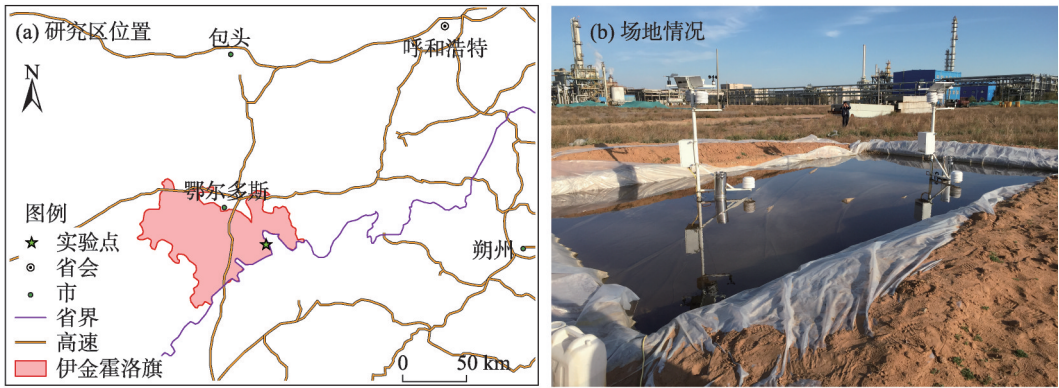 (a) 研究区位置
包头
呼和浩特
N
鄂尔多斯
图例
实验点
省会
市
省界
高速
伊金霍洛旗
朔州
0 50 km
(b) 场地情况